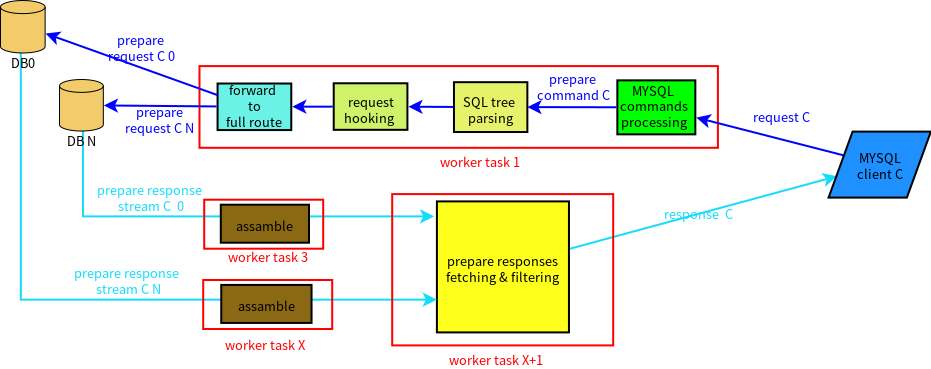 prepare
request C 0
DB0
prepare
request C N
DB N
forward
to
full route
request
hooking
SQL tree
parsing
prepare
command C
MYSQL
commands
processing
worker task 1
request C
MYSQL
client C
prepare response
stream C  0
assamble
worker task 3
prepare response
stream C N
assamble
worker task X
prepare responses
fetching & filtering
worker task X+1
response  C